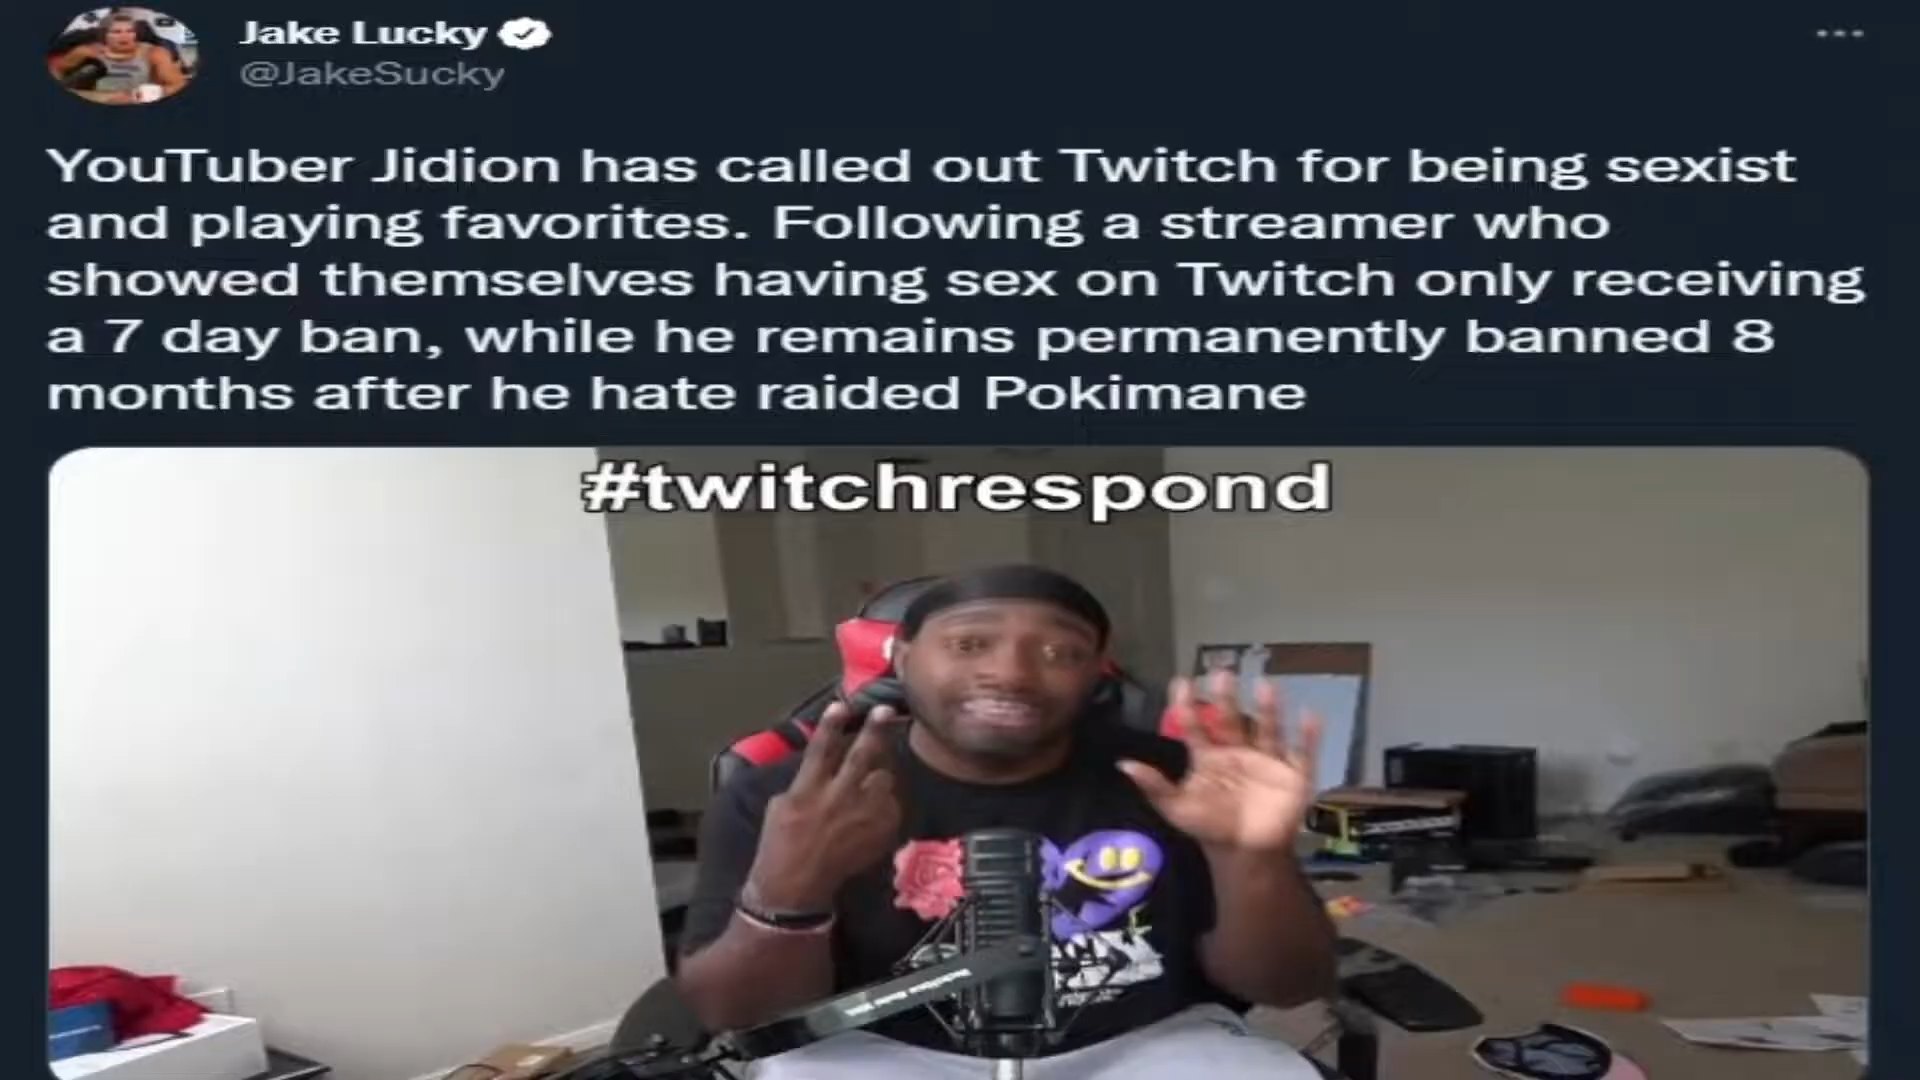 Jake Lucky
@JakeSucky
YouTuber Jidion has called out Twitch for being sexist
and playing favorites. Following a streamer who
showed themselves having sex on Twitch only receiving
a 7 day ban, while he remains permanently banned 8
months after he hate raided Pokimane
#twitchrespond